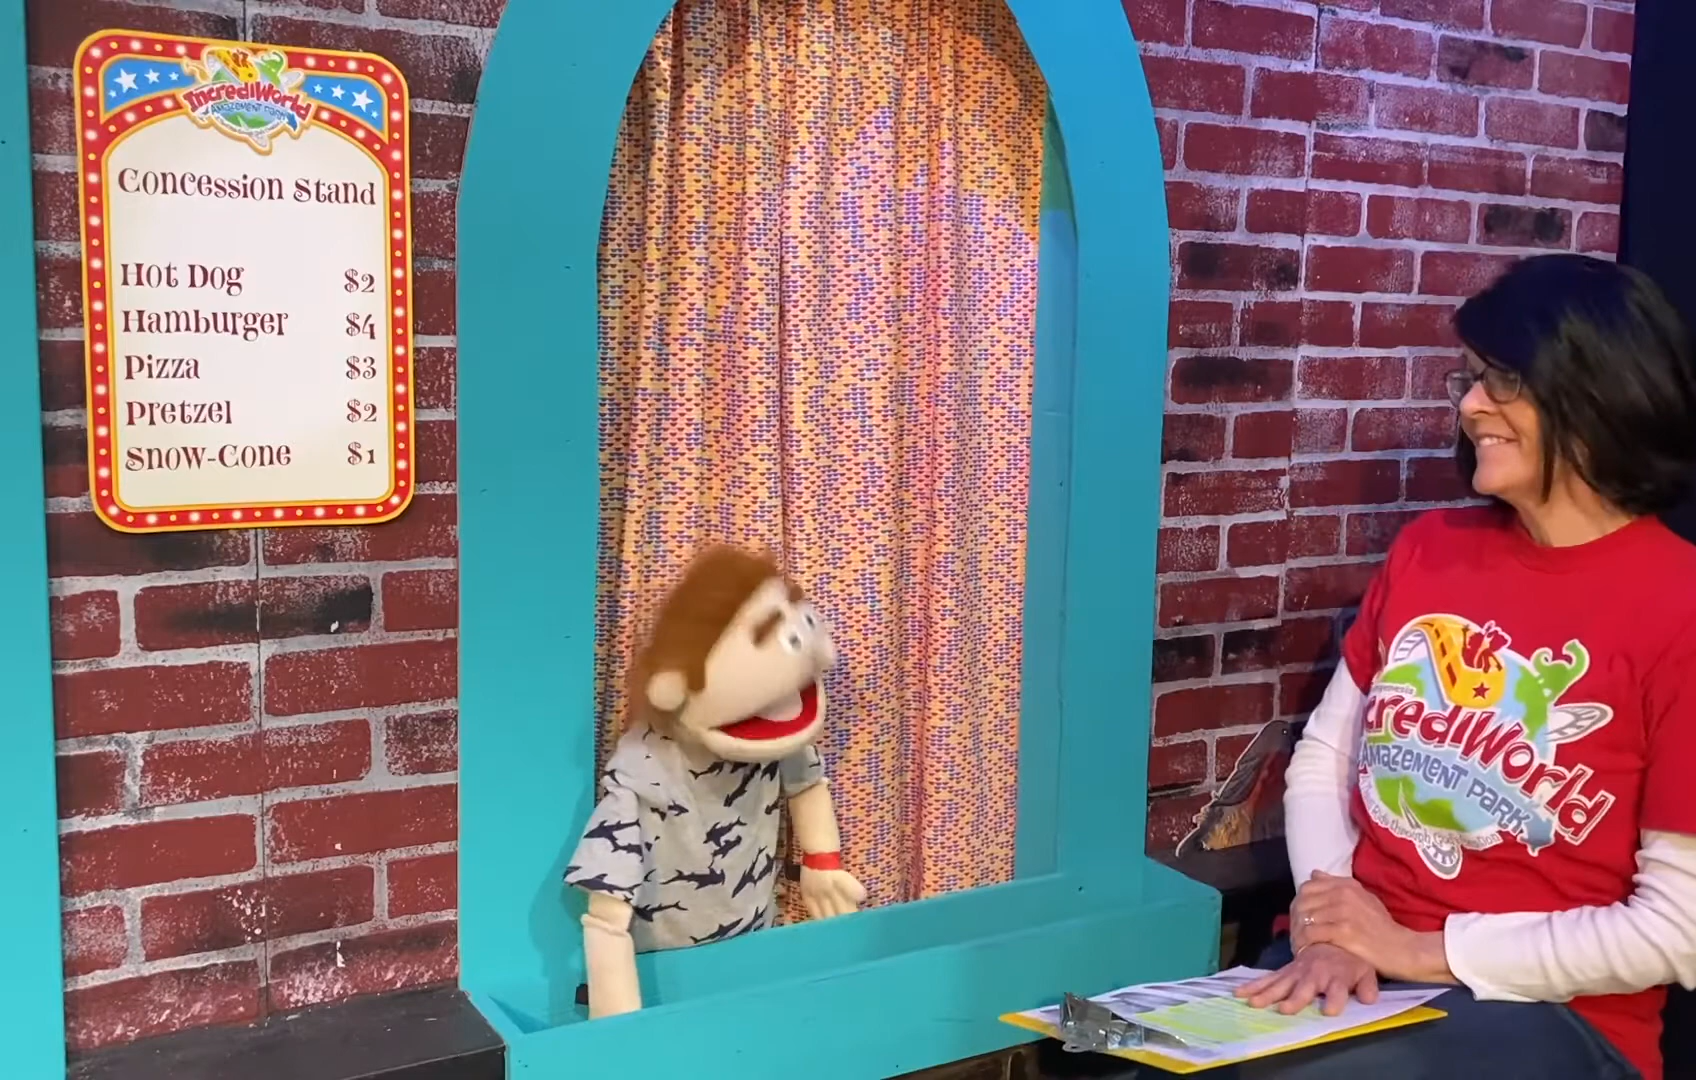 IncrediWorld
Amazement Park
Concession Stand
Hot Dog $2
Hamburger $4
Pizza $3
Pretzel $2
Snow-Cone $1
crediWorld
Amazement Park